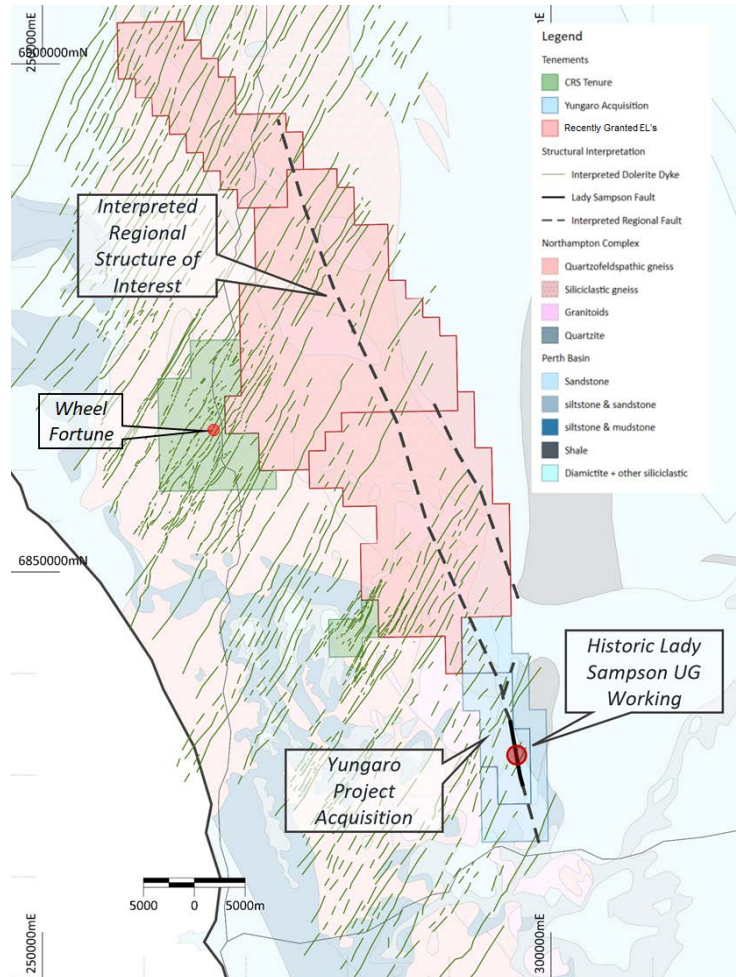 6900000mN
250000mE
300000mE
Legend
Tenements
CRS Tenure
Yungaro Acquisition
Recently Granted EL's
Structural Interpretation
Interpreted Dolerite Dyke
Lady Sampson Fault
Interpreted Regional Fault
Northampton Complex
Quartzofeldspathic gneiss
Siliciclastic gneiss
Granitoids
Quartzite
Perth Basin
Sandstone
siltstone & sandstone
siltstone & mudstone
Shale
Diamictite + other siliciclastic
Interpreted
Regional
Structure of
Interest
Wheel
Fortune
6850000mN
Historic Lady
Sampson UG
Working
Yungaro
Project
Acquisition
5000 0 5000m
250000mE
300000mE